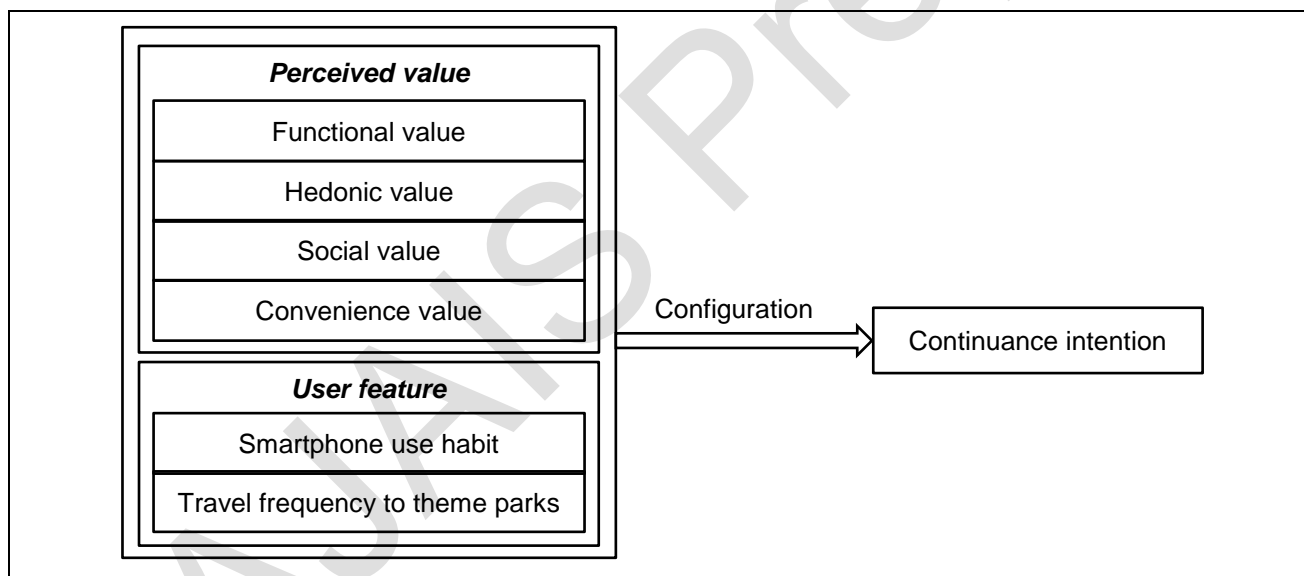 Perceived value
Functional value
Hedonic value
Social value
Convenience value
Configuration
Continuance intention
User feature
Smartphone use habit
Travel frequency to theme parks